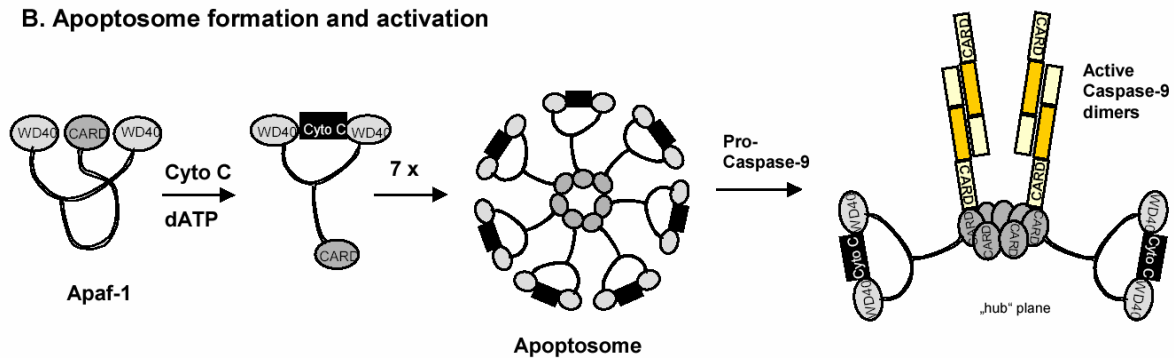 B. Apoptosome formation and activation
WD40
CARD
WD40
Cyto C
dATP
Apaf-1
WD40
Cyto C
WD40
CARD
7 x
Apoptosome
Pro-
Caspase-9
CARD
CARD
Active
Caspase-9
dimers
CARD
CARD
CARD
CARD
CARD
CARD
WD40
Cyto C
WD40
WD40
Cyto C
WD40
„hub" plane